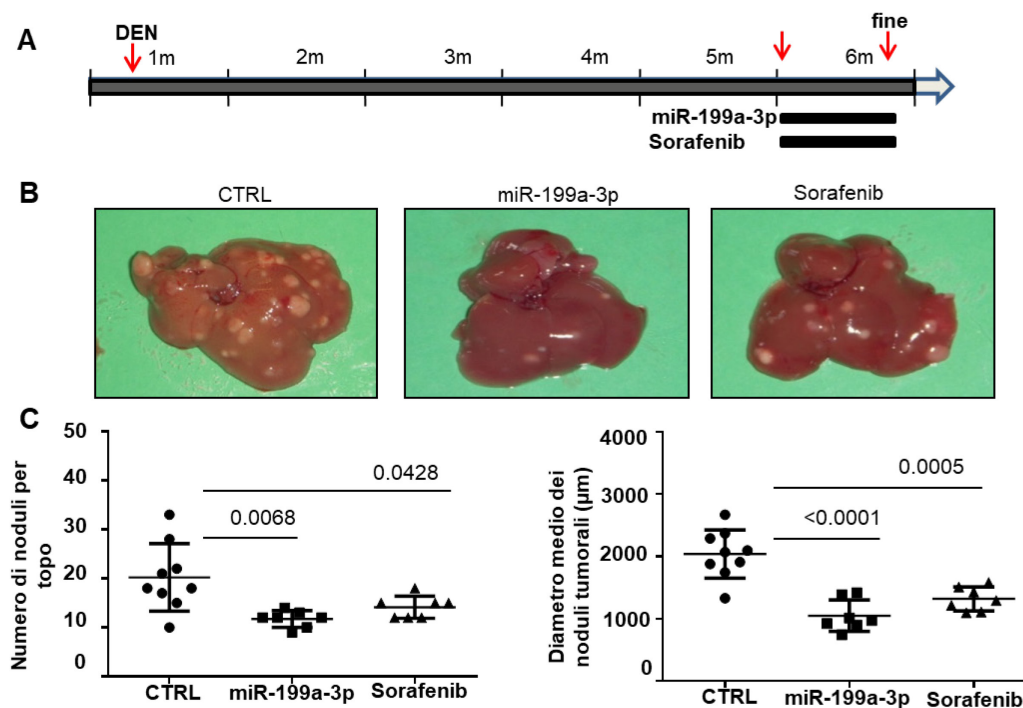 A
DEN
fine
1m 2m 3m 4m 5m 6m
miR-199a-3p
Sorafenib
B
CTRL miR-199a-3p Sorafenib
C
Numero di noduli per
topo
50
40
30
20
10
0
0.0428
0.0068
CTRL miR-199a-3p Sorafenib
Diametro medio dei
noduli tumorali (µm)
4000
3000
2000
1000
0
0.0005
<0.0001
CTRL miR-199a-3p Sorafenib